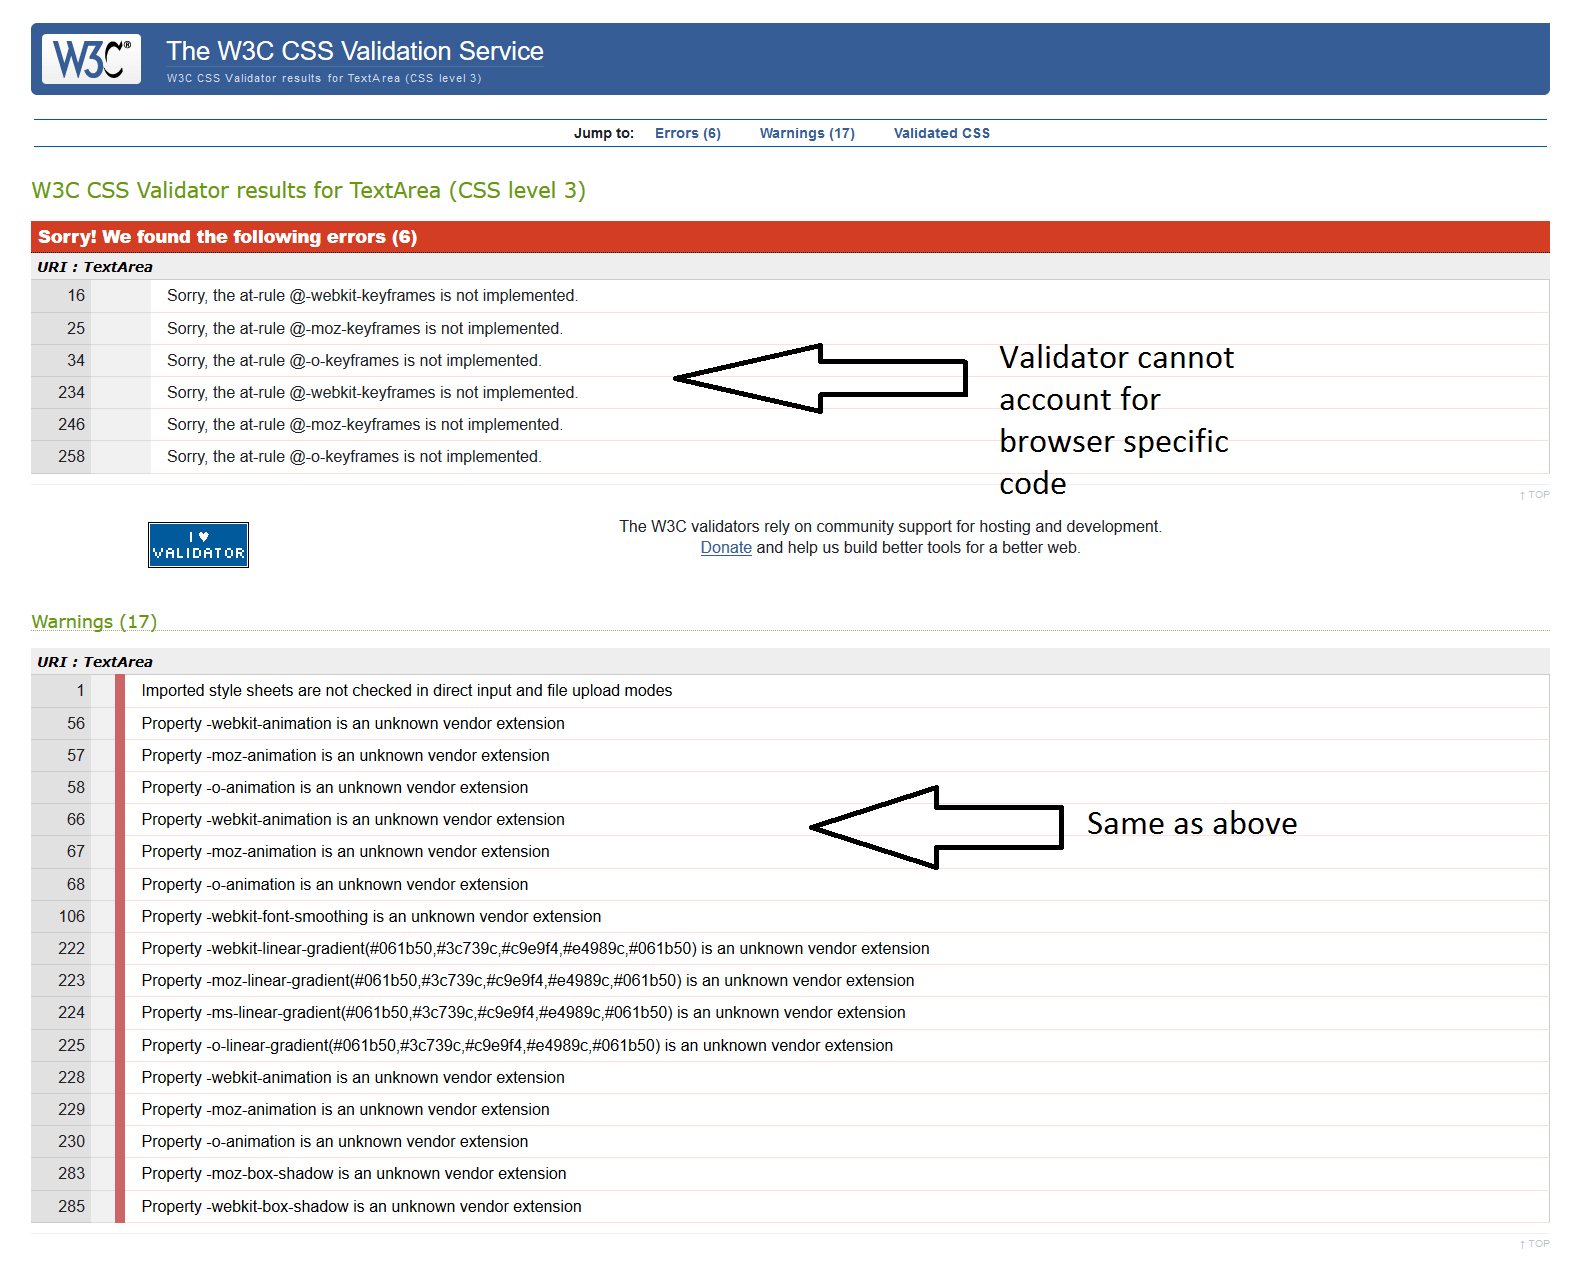 W3C®
The W3C CSS Validation Service
W3C CSS Validator results for TextArea (CSS level 3)
Jump to: Errors (6) Warnings (17) Validated CSS
W3C CSS Validator results for TextArea (CSS level 3)
Sorry! We found the following errors (6)
URI : TextArea
16 Sorry, the at-rule @-webkit-keyframes is not implemented.
25 Sorry, the at-rule @-moz-keyframes is not implemented.
34 Sorry, the at-rule @-o-keyframes is not implemented.
234 Sorry, the at-rule @-webkit-keyframes is not implemented.
246 Sorry, the at-rule @-moz-keyframes is not implemented.
258 Sorry, the at-rule @-o-keyframes is not implemented.
Validator cannot
account for
browser specific
code
↑ TOP
I ♥
VALIDATOR
The W3C validators rely on community support for hosting and development.
Donate and help us build better tools for a better web.
Warnings (17)
URI : TextArea
1 Imported style sheets are not checked in direct input and file upload modes
56 Property -webkit-animation is an unknown vendor extension
57 Property -moz-animation is an unknown vendor extension
58 Property -o-animation is an unknown vendor extension
66 Property -webkit-animation is an unknown vendor extension
67 Property -moz-animation is an unknown vendor extension
68 Property -o-animation is an unknown vendor extension
Same as above
106 Property -webkit-font-smoothing is an unknown vendor extension
222 Property -webkit-linear-gradient(#061b50,#3c739c,#c9e9f4,#e4989c,#061b50) is an unknown vendor extension
223 Property -moz-linear-gradient(#061b50,#3c739c,#c9e9f4,#e4989c,#061b50) is an unknown vendor extension
224 Property -ms-linear-gradient(#061b50,#3c739c,#c9e9f4,#e4989c,#061b50) is an unknown vendor extension
225 Property -o-linear-gradient(#061b50,#3c739c,#c9e9f4,#e4989c,#061b50) is an unknown vendor extension
228 Property -webkit-animation is an unknown vendor extension
229 Property -moz-animation is an unknown vendor extension
230 Property -o-animation is an unknown vendor extension
283 Property -moz-box-shadow is an unknown vendor extension
285 Property -webkit-box-shadow is an unknown vendor extension
↑ TOP